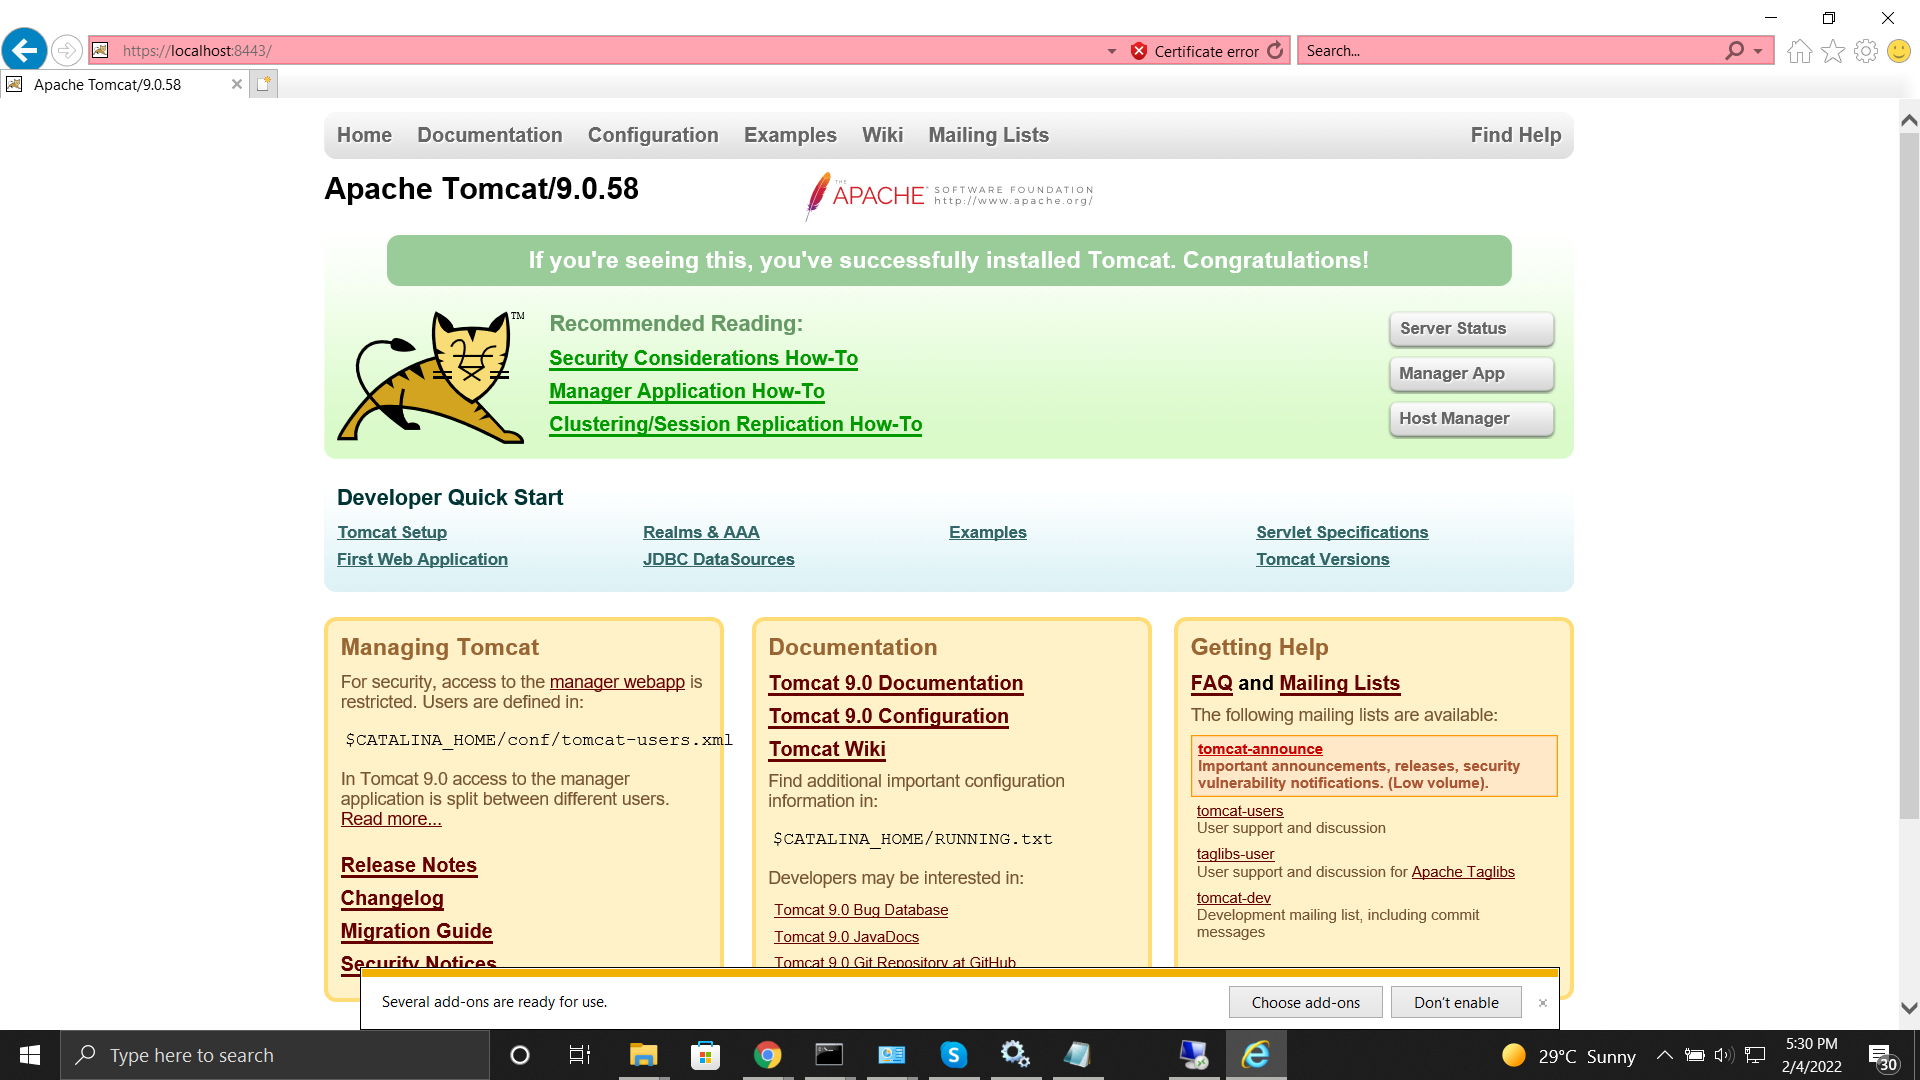 https://localhost:8443/
Certificate error
Search...
Apache Tomcat/9.0.58
Home Documentation Configuration Examples Wiki Mailing Lists Find Help
Apache Tomcat/9.0.58
THE
APACHE SOFTWARE FOUNDATION
http://www.apache.org/
If you're seeing this, you've successfully installed Tomcat. Congratulations!
TM
Recommended Reading:
Security Considerations How-To
Manager Application How-To
Clustering/Session Replication How-To
Server Status
Manager App
Host Manager
Developer Quick Start
Tomcat Setup
First Web Application
Realms & AAA
JDBC DataSources
Examples
Servlet Specifications
Tomcat Versions
Managing Tomcat
For security, access to the manager webapp is
restricted. Users are defined in:
$CATALINA_HOME/conf/tomcat-users.xml
In Tomcat 9.0 access to the manager
application is split between different users.
Read more...
Release Notes
Changelog
Migration Guide
Security Notices
Documentation
Tomcat 9.0 Documentation
Tomcat 9.0 Configuration
Tomcat Wiki
Find additional important configuration
information in:
$CATALINA_HOME/RUNNING.txt
Developers may be interested in:
Tomcat 9.0 Bug Database
Tomcat 9.0 JavaDocs
Tomcat 9.0 Git Repository at GitHub
Getting Help
FAQ and Mailing Lists
The following mailing lists are available:
tomcat-announce
Important announcements, releases, security
vulnerability notifications. (Low volume).
tomcat-users
User support and discussion
taglibs-user
User support and discussion for Apache Taglibs
tomcat-dev
Development mailing list, including commit
messages
Several add-ons are ready for use.
Choose add-ons
Don't enable
Type here to search
29°C Sunny
5:30 PM
2/4/2022
30